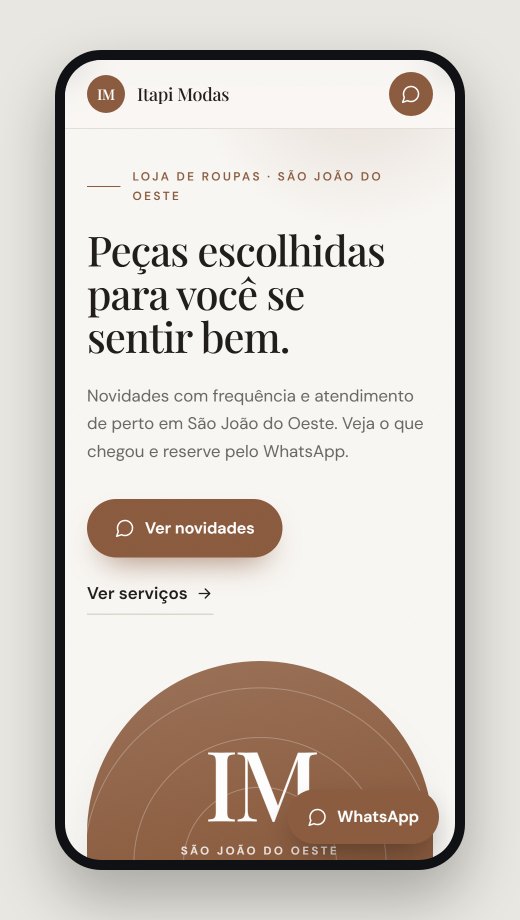 IM Itapi Modas
LOJA DE ROUPAS · SÃO JOÃO DO
OESTE
Peças escolhidas
para você se
sentir bem.
Novidades com frequência e atendimento
de perto em São João do Oeste. Veja o que
chegou e reserve pelo WhatsApp.
Ver novidades
Ver serviços →
IM
WhatsApp
SÃO JOÃO DO OESTE